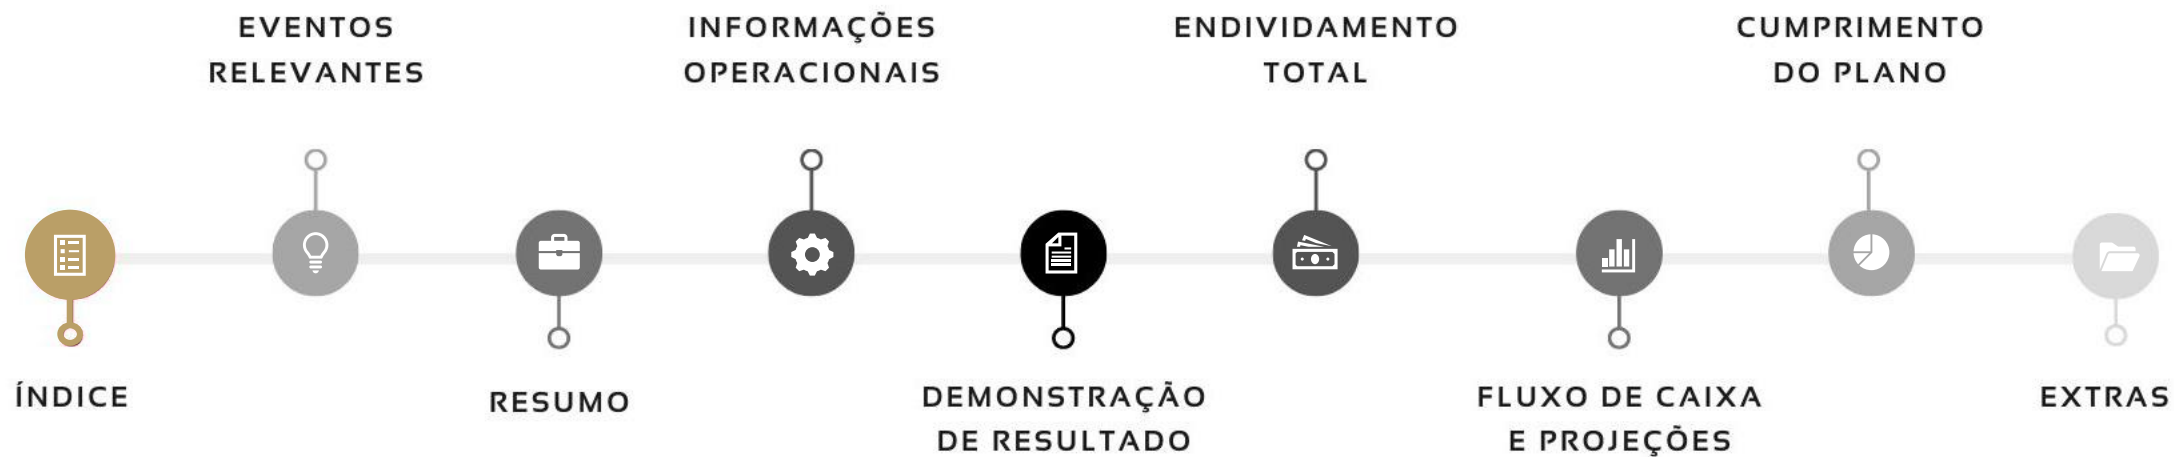 ÍNDICE
EVENTOS
RELEVANTES
RESUMO
INFORMAÇÕES
OPERACIONAIS
DEMONSTRAÇÃO
DE RESULTADO
ENDIVIDAMENTO
TOTAL
FLUXO DE CAIXA
E PROJEÇÕES
CUMPRIMENTO
DO PLANO
EXTRAS